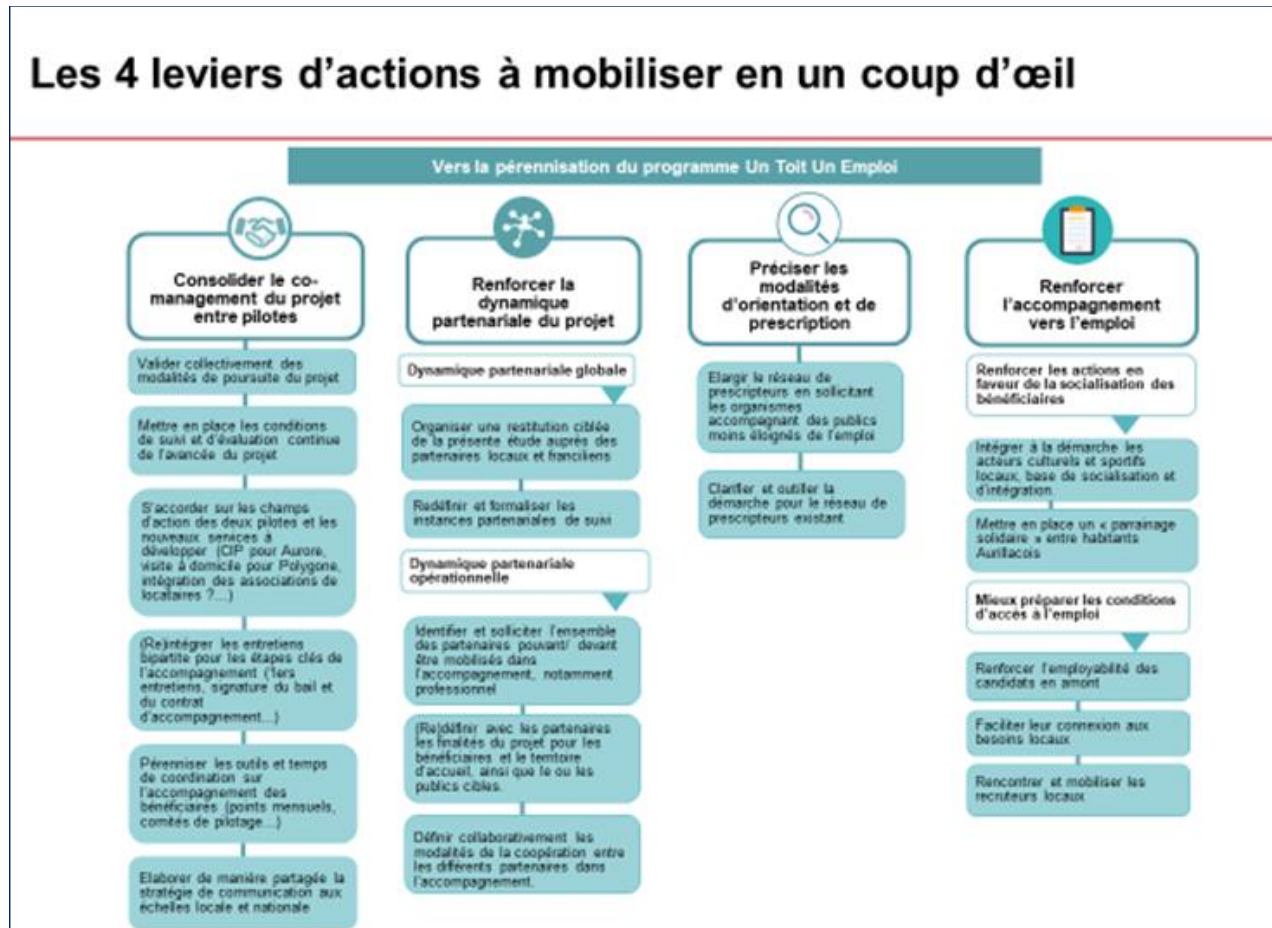 Les 4 leviers d'actions à mobiliser en un coup d'œil
Vers la pérennisation du programme Un Toit Un Emploi
Consolider le co-
management du projet
entre pilotes
Valider collectivement des
modalités de poursuite du projet
Mettre en place les conditions
de suivi et d'évaluation continue
de l'avancée du projet
S'accorder sur les champs
d'action des deux pilotes et les
nouveaux services à
développer (CIP pour Aurore,
visite à domicile pour Polygone,
intégration des associations de
locataires ?...)
(Re)intégrer les entretiens
bipartite pour les étapes clés de
l'accompagnement (1ers
entretiens, signature du bail et
du contrat
d'accompagnement...)
Pérenniser les outils et temps
de coordination sur
l'accompagnement des
bénéficiaires (points mensuels,
comités de pilotage...)
Elaborer de manière partagée la
stratégie de communication aux
échelles locale et nationale
Renforcer la
dynamique
partenariale du projet
Dynamique partenariale globale
Organiser une restitution ciblée
de la présente étude auprès des
partenaires locaux et franciliens
Redéfinir et formaliser les
instances partenariales de suivi
Dynamique partenariale
opérationnelle
Identifier et solliciter l'ensemble
des partenaires pouvant/ devant
être mobilisés dans
l'accompagnement, notamment
professionnel
(Re)définir avec les partenaires
les finalités du projet pour les
bénéficiaires et le territoire
d'accueil, ainsi que le ou les
publics cibles.
Définir collaborativement les
modalités de la coopération entre
les différents partenaires dans
l'accompagnement.
Préciser les
modalités
d'orientation et de
prescription
Elargir le réseau de
prescripteurs en sollicitant
les organismes
accompagnant des publics
moins éloignés de l'emploi
Clarifier et outiller la
démarche pour le réseau de
prescripteurs existant
Renforcer
l'accompagnement
vers l'emploi
Renforcer les actions en
faveur de la socialisation des
bénéficiaires
Intégrer à la démarche les
acteurs culturels et sportifs
locaux, base de socialisation et
d'intégration.
Mettre en place un « parrainage
solidaire » entre habitants
Aurillacois
Mieux préparer les conditions
d'accès à l'emploi
Renforcer l'employabilité des
candidats en amont
Faciliter leur connexion aux
besoins locaux
Rencontrer et mobiliser les
recruteurs locaux